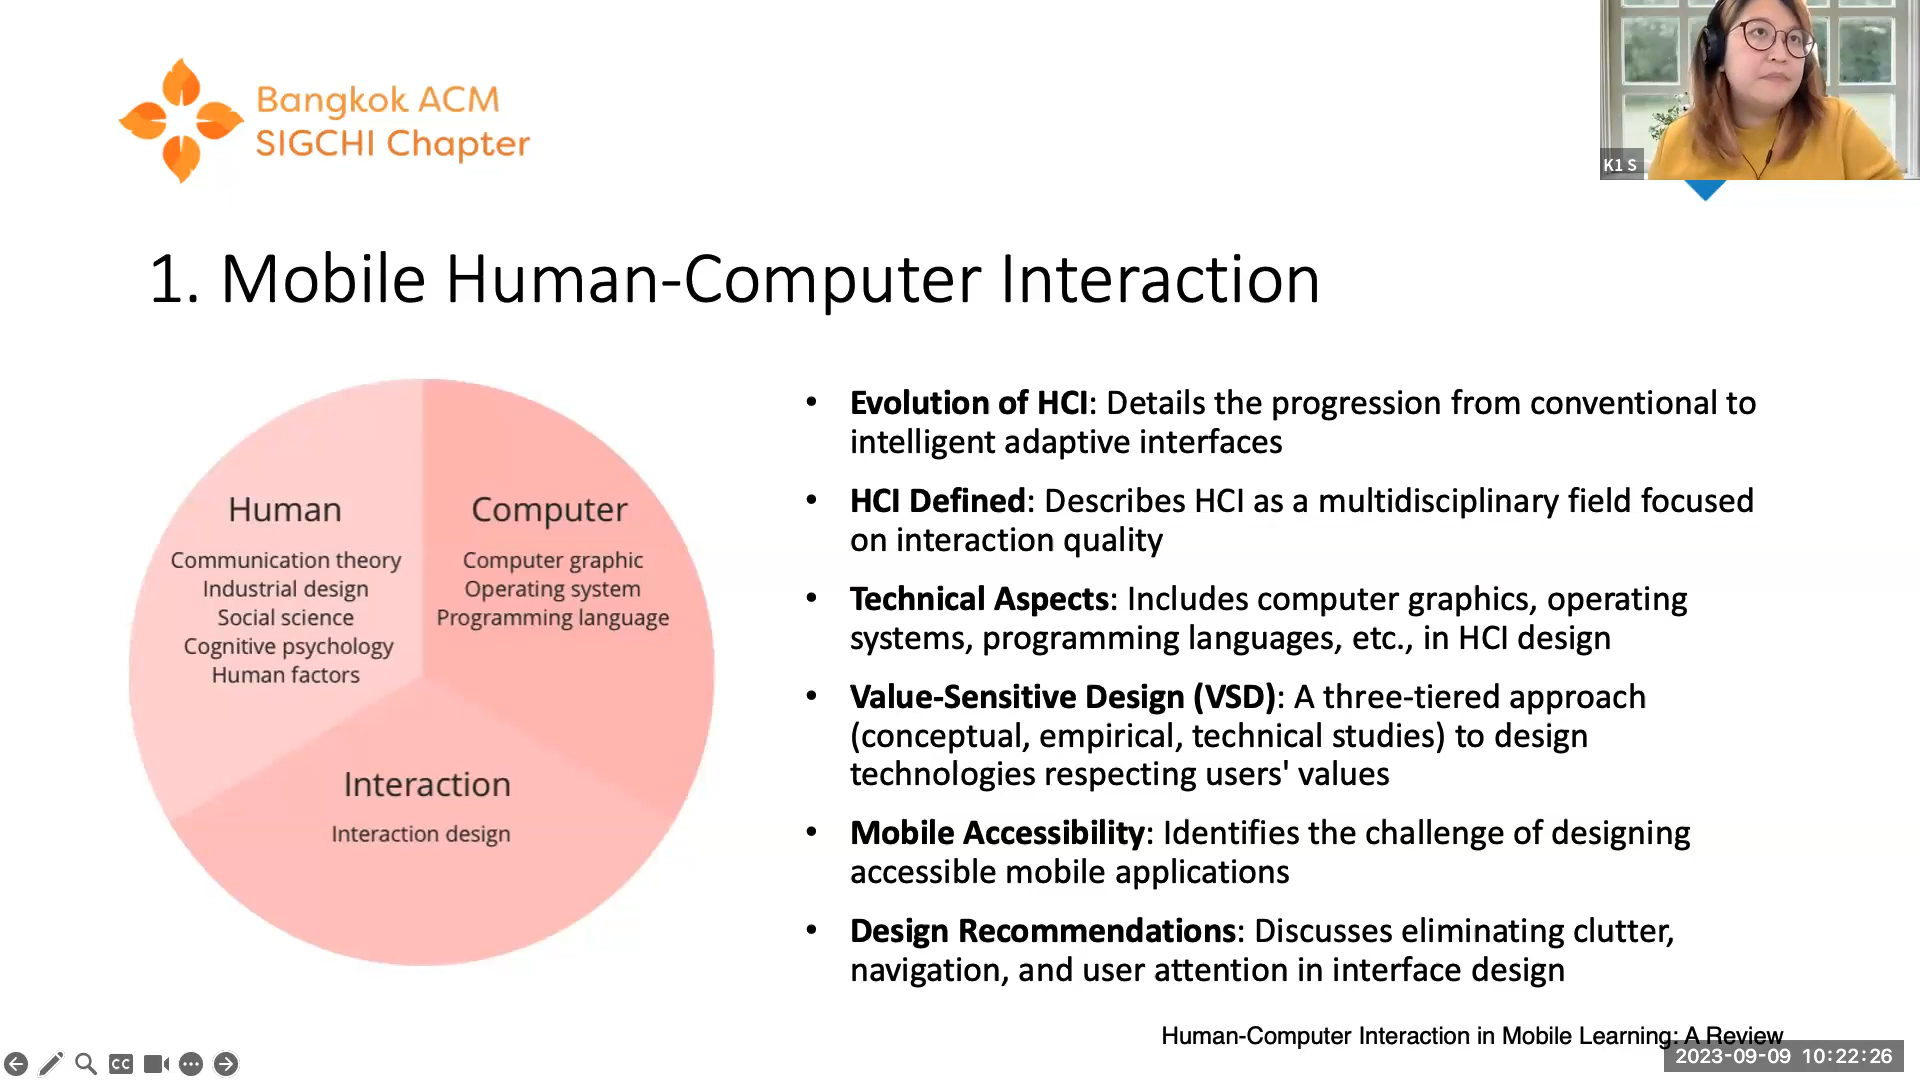 Bangkok ACM
SIGCHI Chapter
K1 S
1. Mobile Human-Computer Interaction
Human
Communication theory
Industrial design
Social science
Cognitive psychology
Human factors
Computer
Computer graphic
Operating system
Programming language
Interaction
Interaction design
• Evolution of HCI: Details the progression from conventional to
intelligent adaptive interfaces
• HCI Defined: Describes HCI as a multidisciplinary field focused
on interaction quality
• Technical Aspects: Includes computer graphics, operating
systems, programming languages, etc., in HCI design
• Value-Sensitive Design (VSD): A three-tiered approach
(conceptual, empirical, technical studies) to design
technologies respecting users' values
• Mobile Accessibility: Identifies the challenge of designing
accessible mobile applications
• Design Recommendations: Discusses eliminating clutter,
navigation, and user attention in interface design
Human-Computer Interaction in Mobile Learning: A Review
CC
2023-09-09 10:22:26